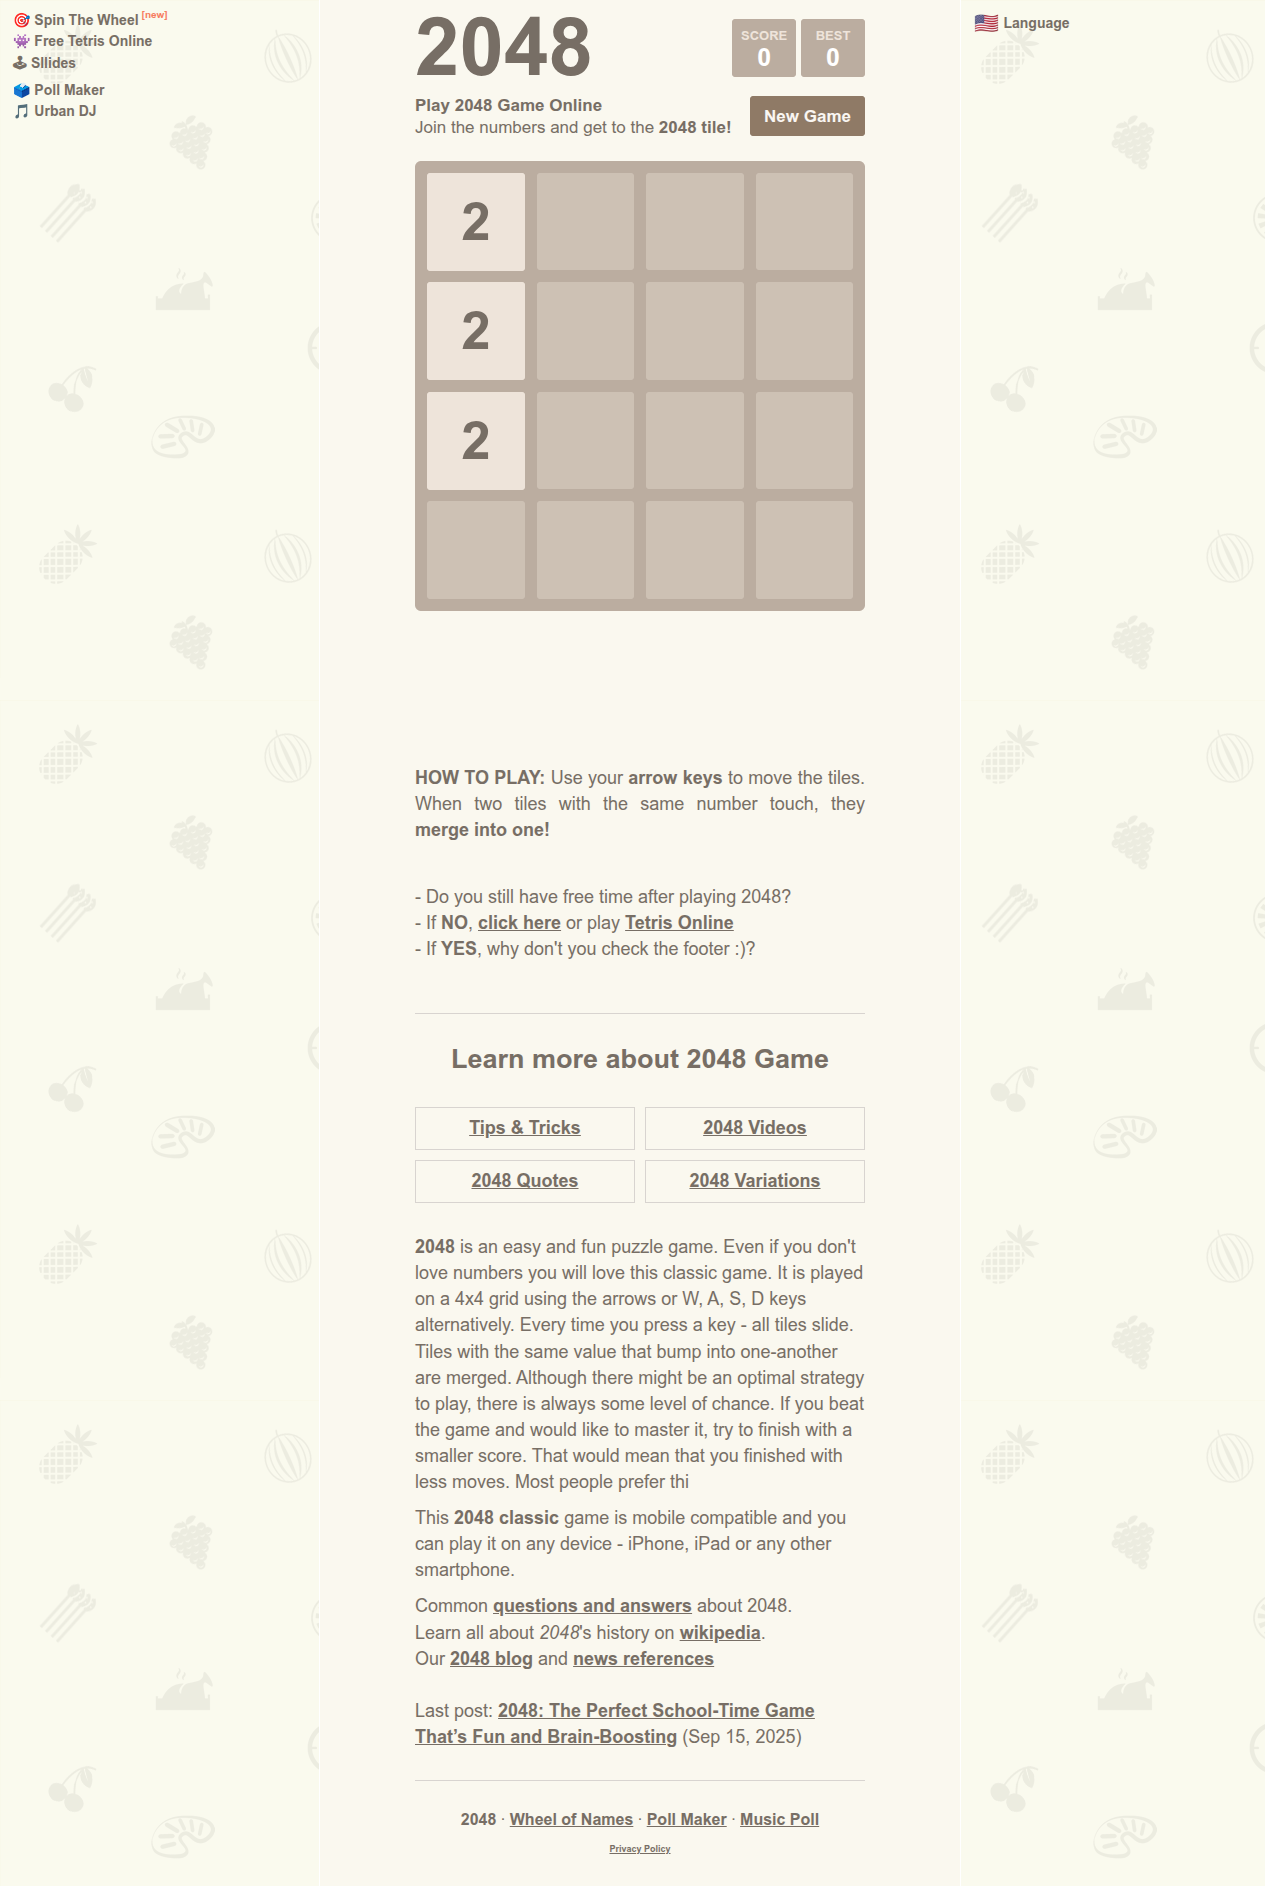 Spin The Wheel [new]
Free Tetris Online
Sllides
Poll Maker
Urban DJ
2048
SCORE
0
BEST
0
Language
Play 2048 Game Online
Join the numbers and get to the 2048 tile!
New Game
2
2
2
HOW TO PLAY: Use your arrow keys to move the tiles.
When two tiles with the same number touch, they
merge into one!
- Do you still have free time after playing 2048?
- If NO, click here or play Tetris Online
- If YES, why don't you check the footer :)?
Learn more about 2048 Game
Tips & Tricks
2048 Videos
2048 Quotes
2048 Variations
2048 is an easy and fun puzzle game. Even if you don't
love numbers you will love this classic game. It is played
on a 4x4 grid using the arrows or W, A, S, D keys
alternatively. Every time you press a key - all tiles slide.
Tiles with the same value that bump into one-another
are merged. Although there might be an optimal strategy
to play, there is always some level of chance. If you beat
the game and would like to master it, try to finish with a
smaller score. That would mean that you finished with
less moves. Most people prefer thi
This 2048 classic game is mobile compatible and you
can play it on any device - iPhone, iPad or any other
smartphone.
Common questions and answers about 2048.
Learn all about 2048's history on wikipedia.
Our 2048 blog and news references
Last post: 2048: The Perfect School-Time Game
That’s Fun and Brain-Boosting (Sep 15, 2025)
2048 · Wheel of Names · Poll Maker · Music Poll
Privacy Policy